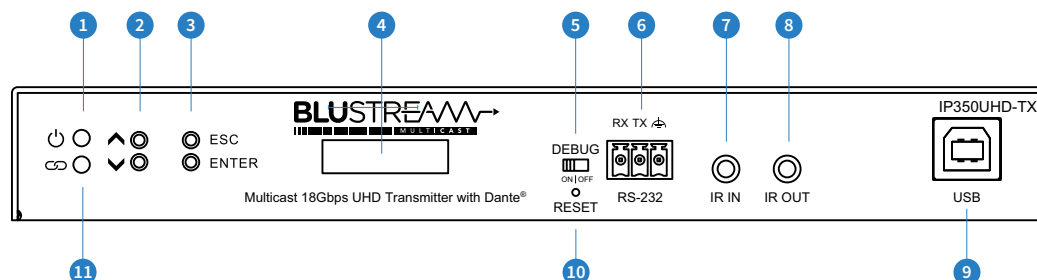 1 2 3 4 5 6 7 8
BLUSTREAM
MULTICAST
IP350UHD-TX
ESC
ENTER
RX TX
DEBUG
ON | OFF
RESET
RS-232
IR IN
IR OUT
USB
Multicast 18Gbps UHD Transmitter with Dante®
11 10 9